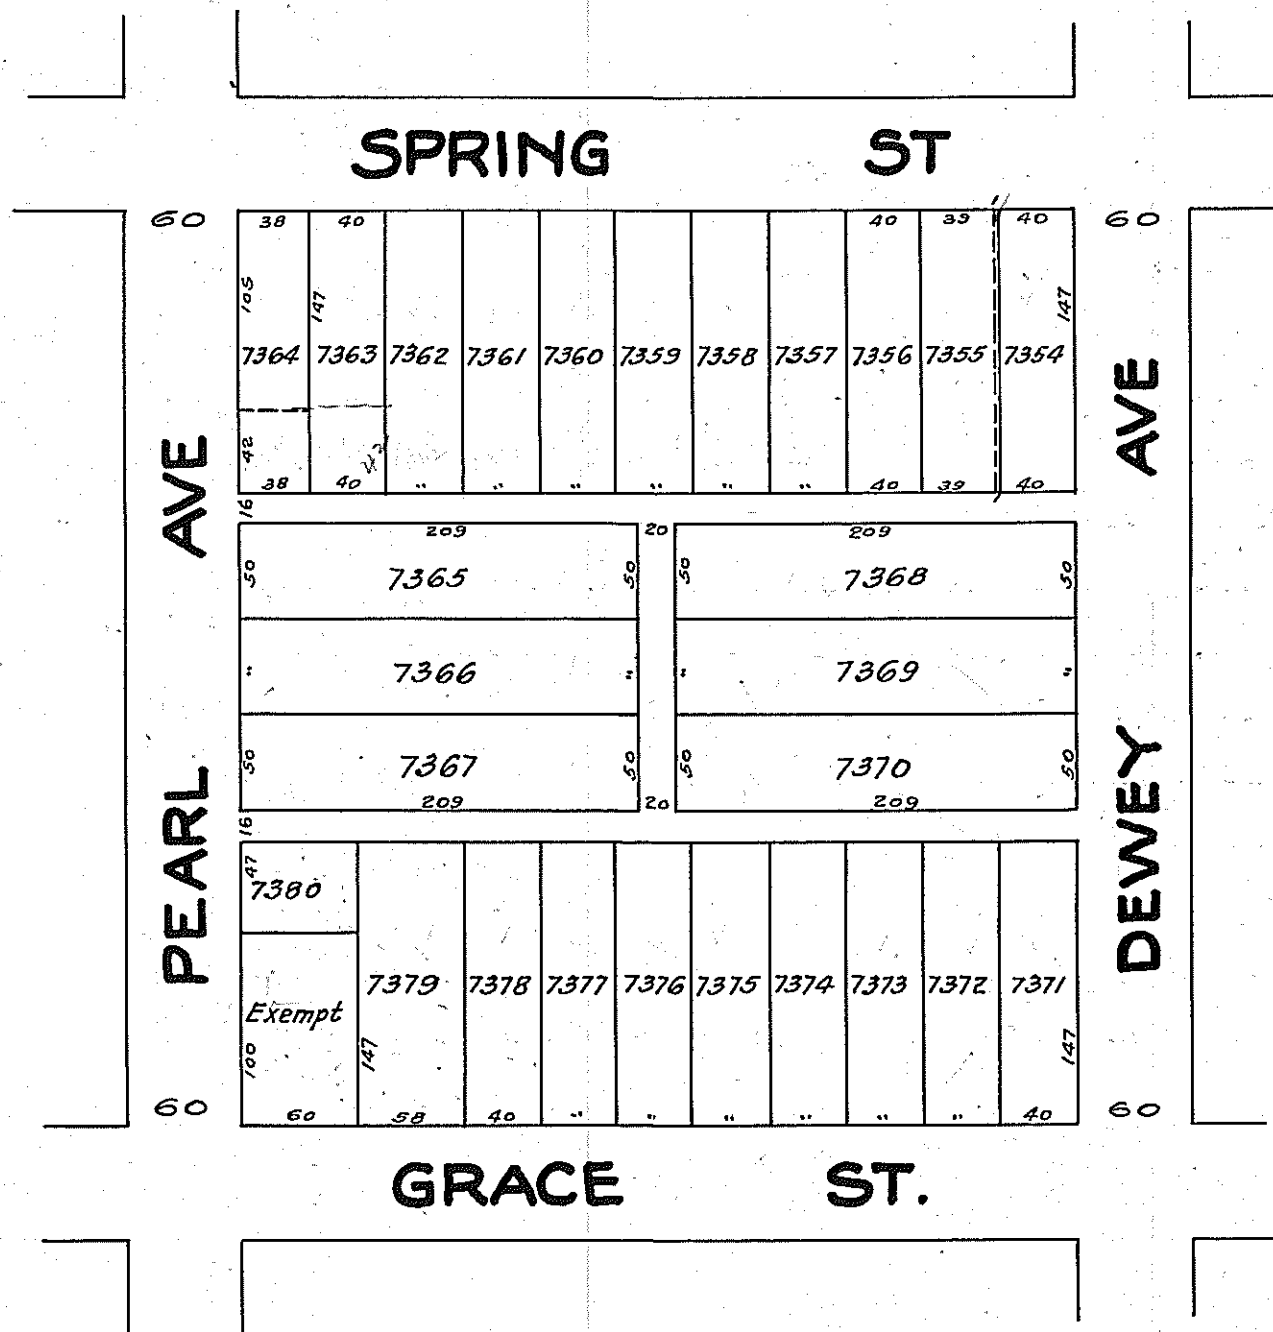 SPRING ST
60 38 40 40 39 40 60
105 147 147
7364 7363 7362 7361 7360 7359 7358 7357 7356 7355 7354
42
38 40 " " " " " " 40 39 40
16
209 20 209
50 7365 50 50 7368 50
" 7366 " " 7369 "
50 7367 50 50 7370 50
209 20 209
16
47
7380
7379 7378 7377 7376 7375 7374 7373 7372 7371
Exempt
100 147 147
60 60 58 40 " " " " " " 40 60
GRACE ST.
PEARL AVE
DEWEY AVE